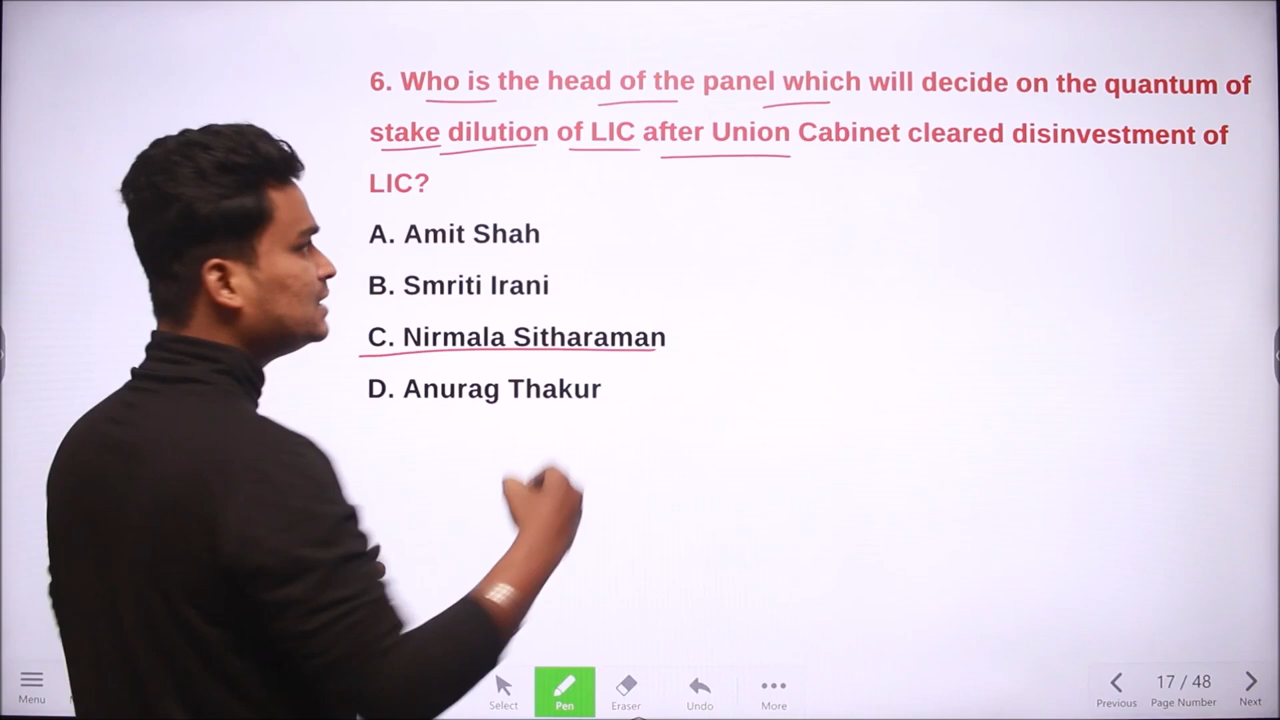 6. Who is the head of the panel which will decide on the quantum of
stake dilution of LIC after Union Cabinet cleared disinvestment of
LIC?
A. Amit Shah
B. Smriti Irani
C. Nirmala Sitharaman
D. Anurag Thakur
Menu
Select
Pen
Eraser
Undo
More
Previous
17 / 48
Page Number
Next